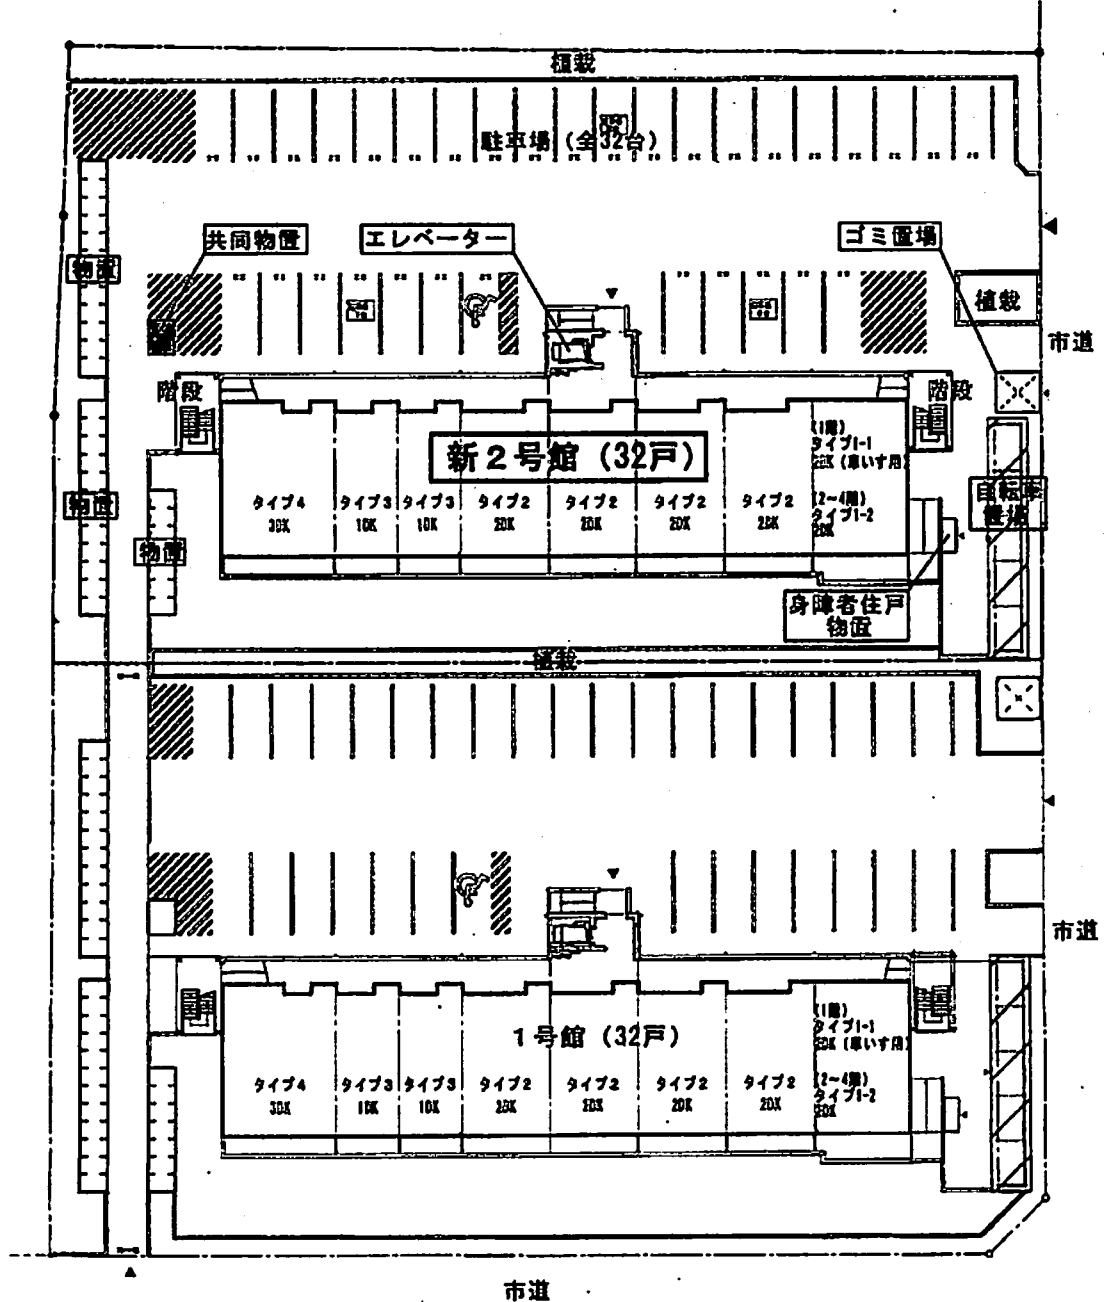 植栽
駐車場（全32台）
共同物置
エレベーター
ゴミ置場
物置
植栽
市道
階段
階段
新２号館（32戸）
(1階)
タイプ1-1
2DK（車いす用）
タイプ4
3DK
タイプ3
1DK
タイプ3
1DK
タイプ2
2DK
タイプ2
2DK
タイプ2
2DK
タイプ2
2DK
(2～4階)
タイプ1-2
2DK
物置
自転車
置場
物置
身障者住戸
物置
植栽
市道
１号館（32戸）
(1階)
タイプ1-1
2DK（車いす用）
タイプ4
3DK
タイプ3
1DK
タイプ3
1DK
タイプ2
2DK
タイプ2
2DK
タイプ2
2DK
タイプ2
2DK
(2～4階)
タイプ1-2
2DK
市道